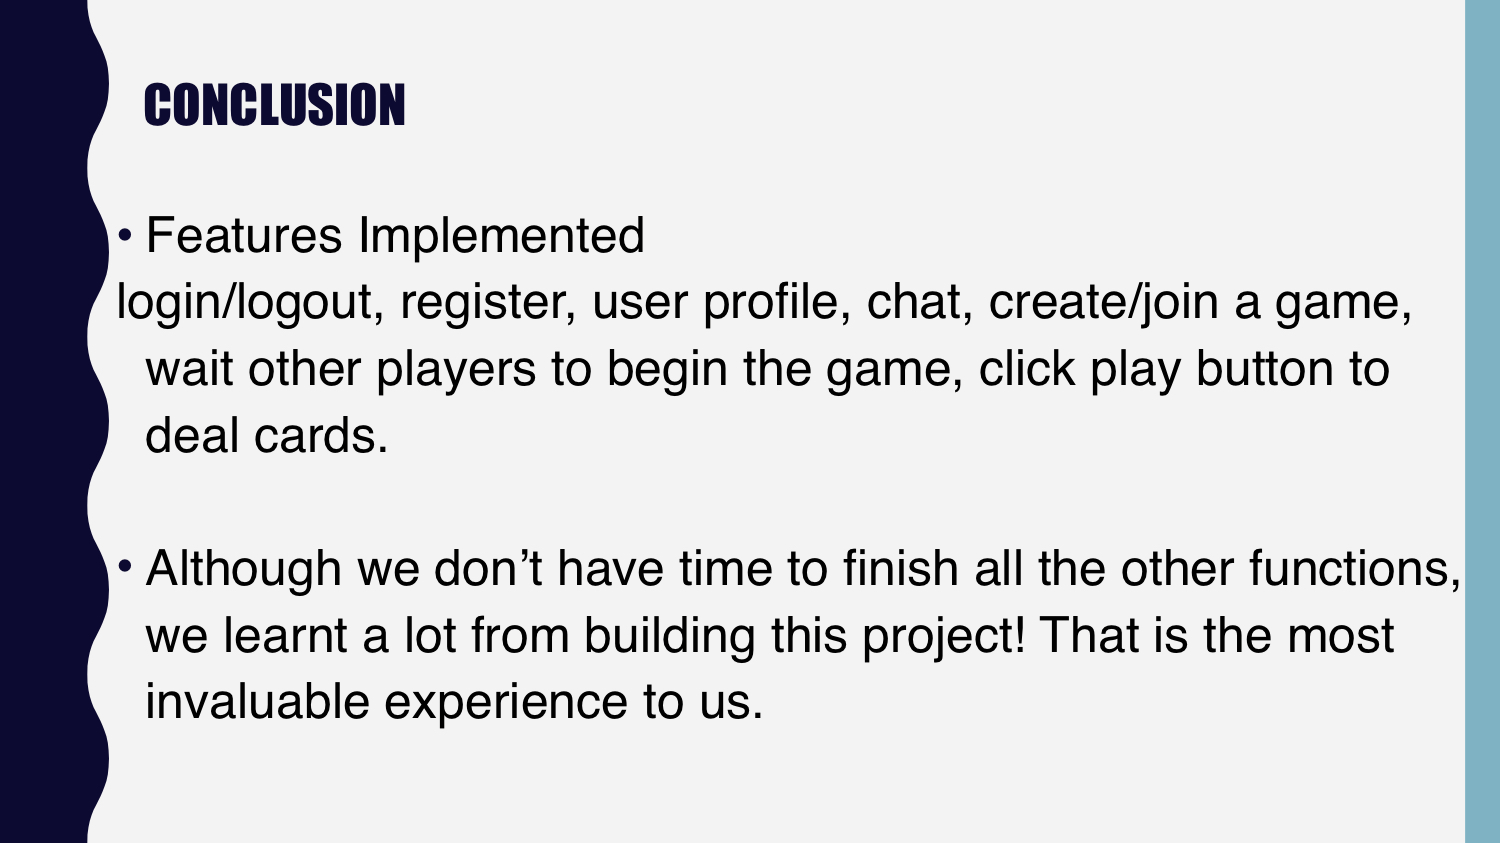 CONCLUSION
• Features Implemented
login/logout, register, user profile, chat, create/join a game,
wait other players to begin the game, click play button to
deal cards.
• Although we don’t have time to finish all the other functions,
we learnt a lot from building this project! That is the most
invaluable experience to us.